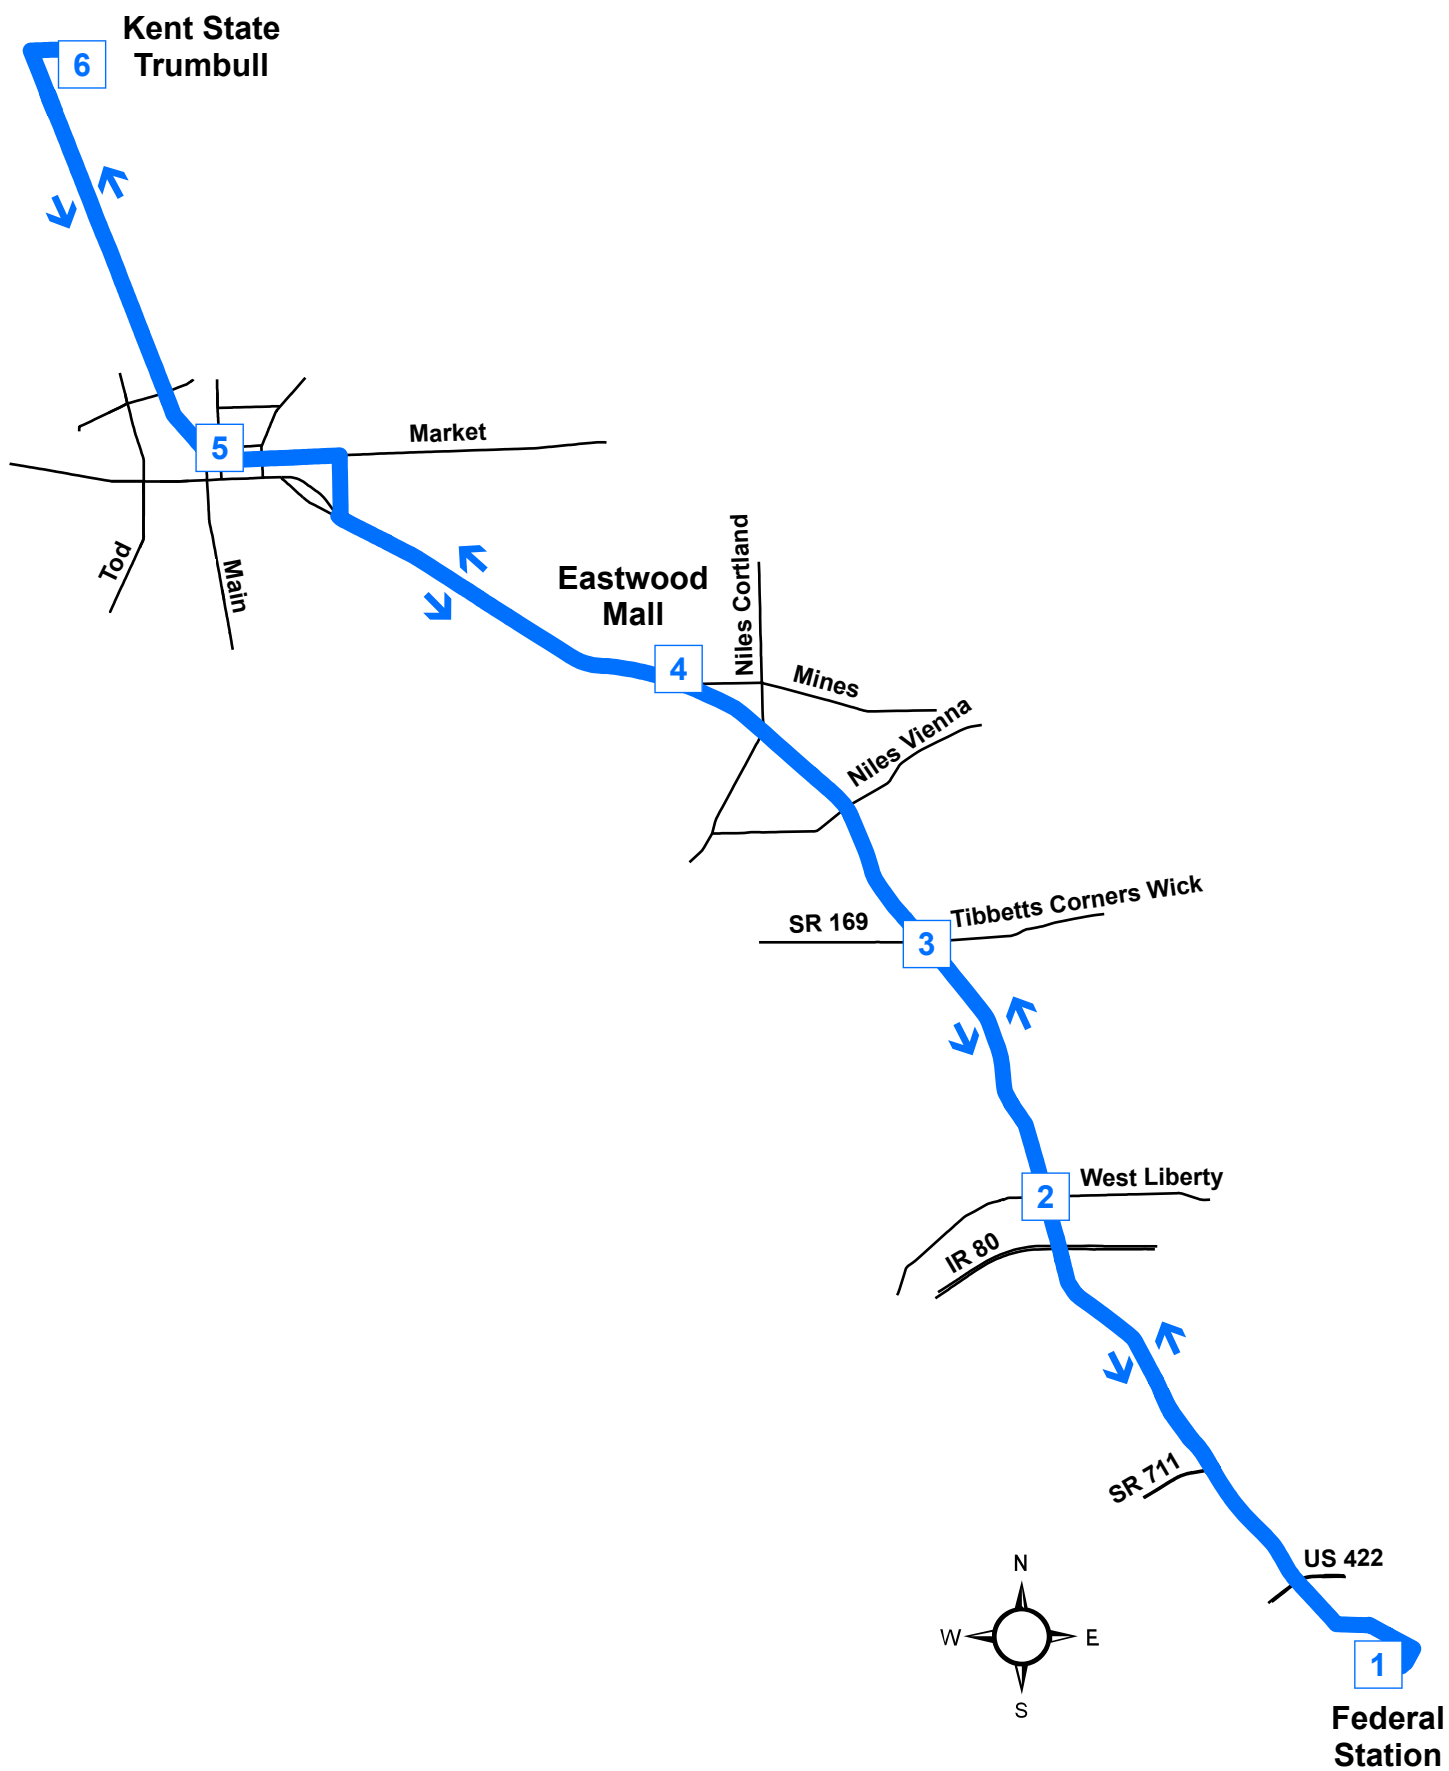 Kent State
Trumbull
6
Market
5
Tod
Main
Eastwood
Mall
Niles Cortland
4
Mines
Niles Vienna
SR 169
3
Tibbetts Corners Wick
2
West Liberty
IR 80
SR 711
US 422
N
W
E
S
1
Federal
Station